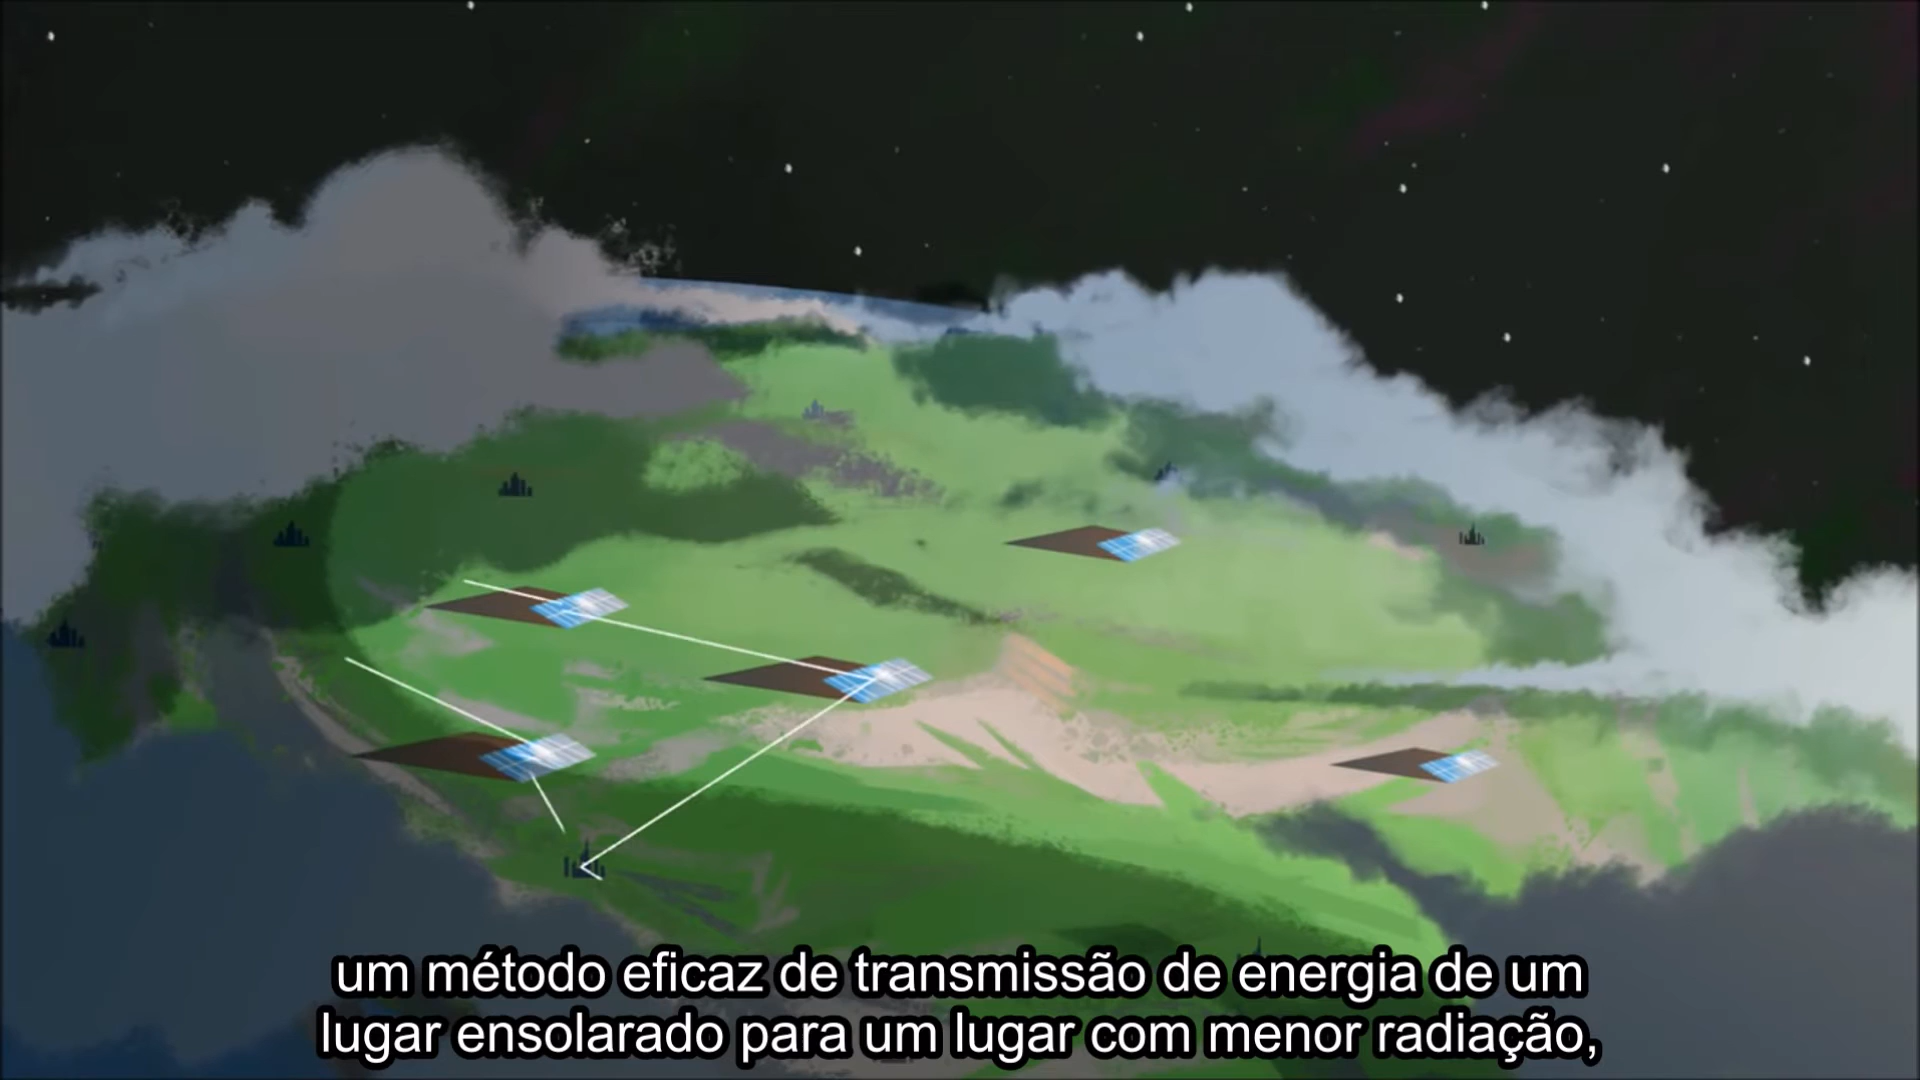 um método eficaz de transmissão de energia de um
lugar ensolarado para um lugar com menor radiação,